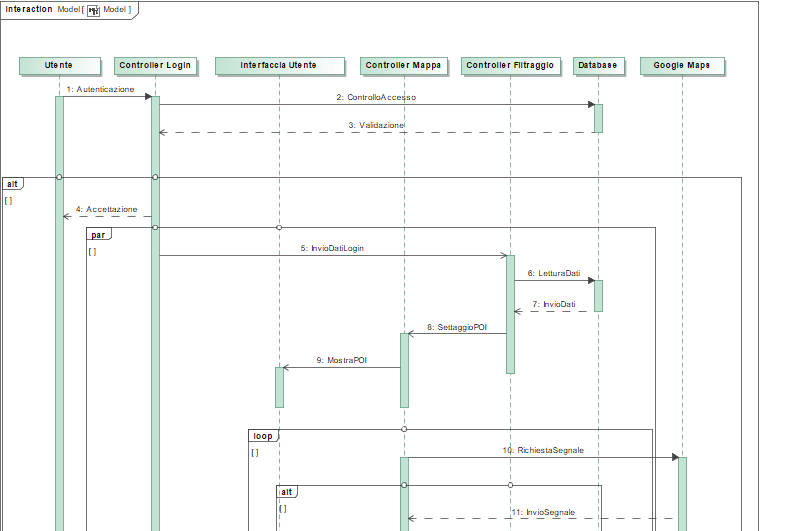 interaction Model [ Model ]
Utente
Controller Login
Interfaccia Utente
Controller Mappa
Controller Filtraggio
Database
Google Maps
1: Autenticazione
2: ControlloAccesso
3: Validazione
alt
[ ]
4: Accettazione
par
[ ]
5: InvioDatiLogin
6: LetturaDati
7: InvioDati
8: SettaggioPOI
9: MostraPOI
loop
[ ]
10: RichiestaSegnale
alt
[ ]
11: InvioSegnale